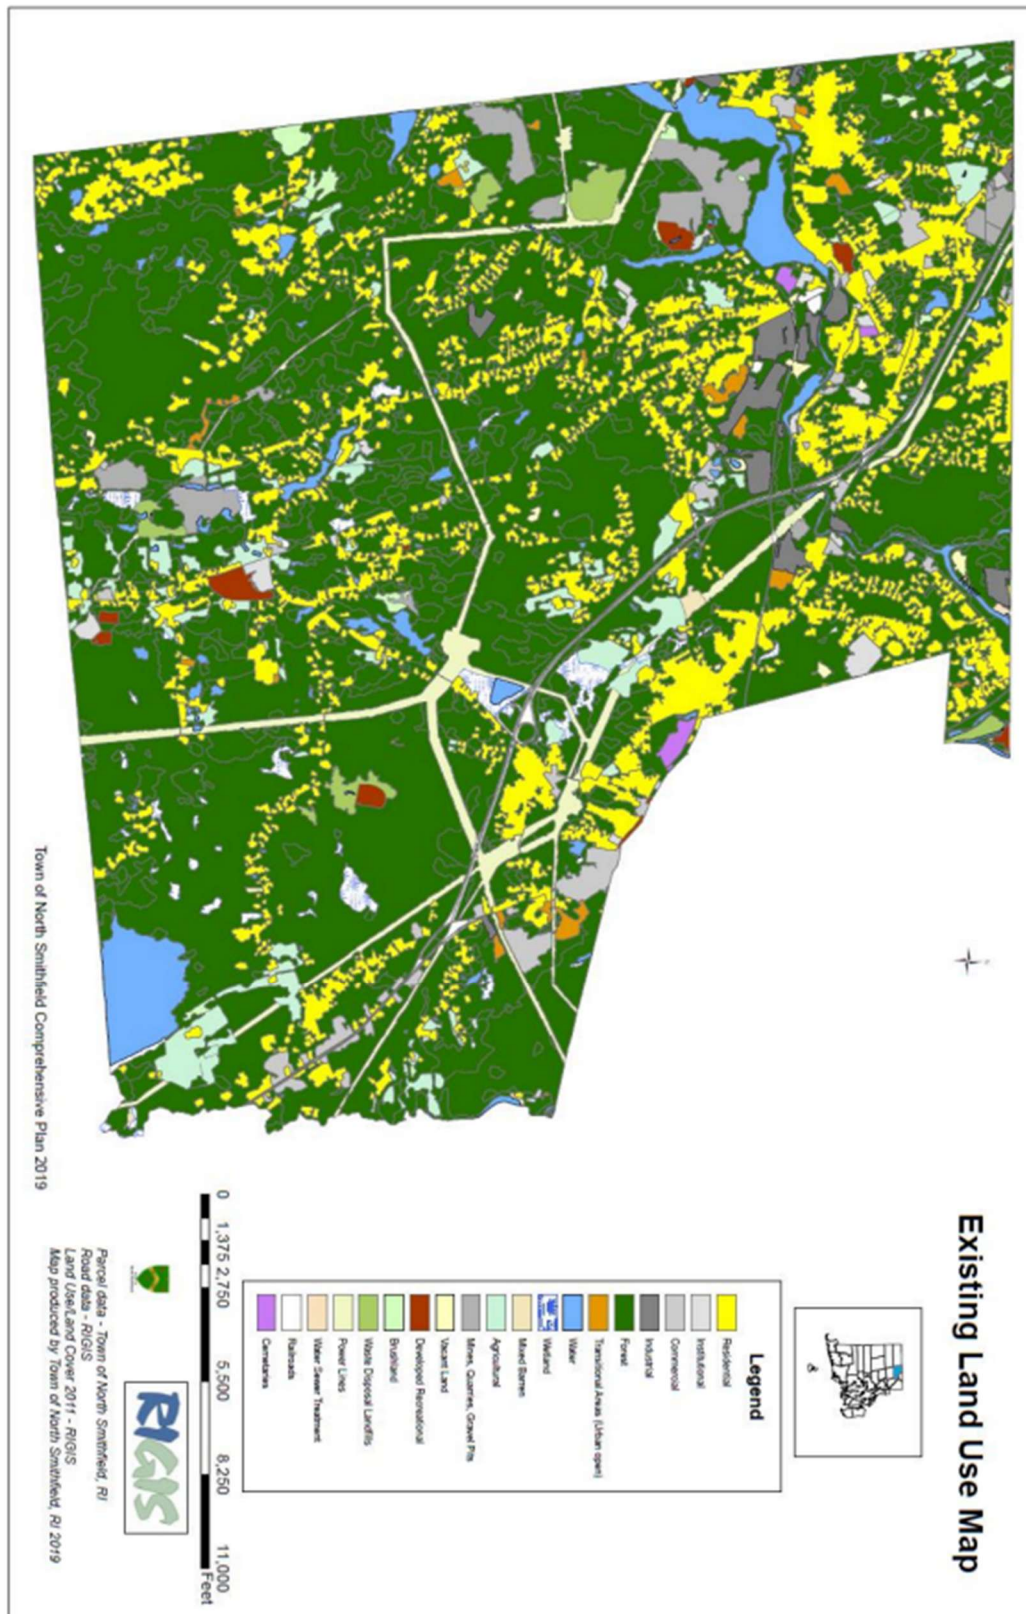 Existing Land Use Map
Legend
Residential
Institutional
Commercial
Industrial
Forest
Transitional Areas (Urban open)
Water
Wetland
Mixed Barren
Agricultural
Mines, Quarries, Gravel Pits
Vacant Land
Developed Recreational
Brushland
Waste Disposal Landfills
Power Lines
Water Sewer Treatment
Railroads
Cemetaries
0 1,375 2,750 5,500 8,250 11,000
Feet
Parcel data - Town of North Smithfield, RI
Road data - RIGIS
Land Use/Land Cover 2011 - RIGIS
Map produced by Town of North Smithfield, RI 2019
RIGIS
Town of North Smithfield Comprehensive Plan 2019